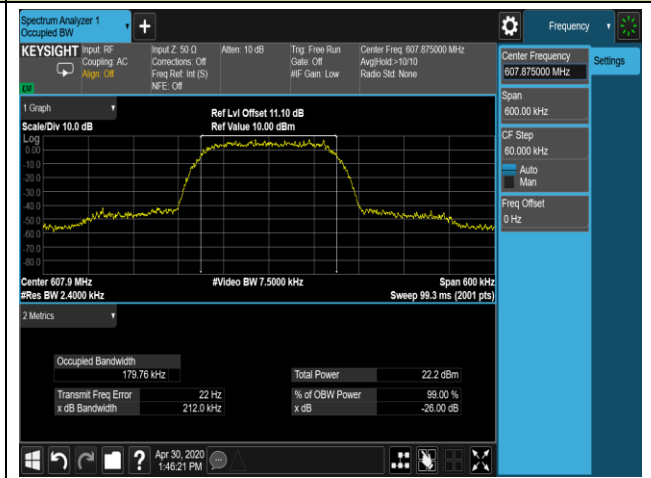 Spectrum Analyzer 1
Occupied BW
+
Frequency
KEYSIGHT
Input: RF
Coupling: AC
Align: Off
Input Z: 50 Ω
Corrections: Off
Freq Ref: Int (S)
NFE: Off
Atten: 10 dB
Trig: Free Run
Gate: Off
#IF Gain: Low
Center Freq: 607.875000 MHz
Avg|Hold:>10/10
Radio Std: None
LXI
1 Graph
Scale/Div 10.0 dB
Ref Lvl Offset 11.10 dB
Ref Value 10.00 dBm
Log
0.00
-10.0
-20.0
-30.0
-40.0
-50.0
-60.0
-70.0
-80.0
Center 607.9 MHz
#Video BW 7.5000 kHz
Span 600 kHz
#Res BW 2.4000 kHz
Sweep 99.3 ms (2001 pts)
2 Metrics
Occupied Bandwidth
179.76 kHz
Total Power 22.2 dBm
Transmit Freq Error 22 Hz
% of OBW Power 99.00 %
x dB Bandwidth 212.0 kHz
x dB -26.00 dB
?
Apr 30, 2020
1:46:21 PM
Center Frequency
607.875000 MHz
Settings
Span
600.00 kHz
CF Step
60.000 kHz
Auto
Man
Freq Offset
0 Hz